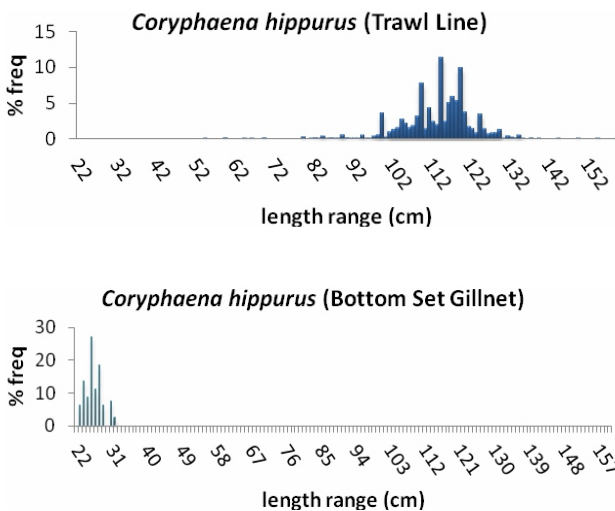 Coryphaena hippurus (Trawl Line)
% freq
15
10
5
0
22 32 42 52 62 72 82 92 102 112 122 132 142 152
length range (cm)
Coryphaena hippurus (Bottom Set Gillnet)
% freq
30
20
10
0
22 31 40 49 58 67 76 85 94 103 112 121 130 139 148 157
length range (cm)